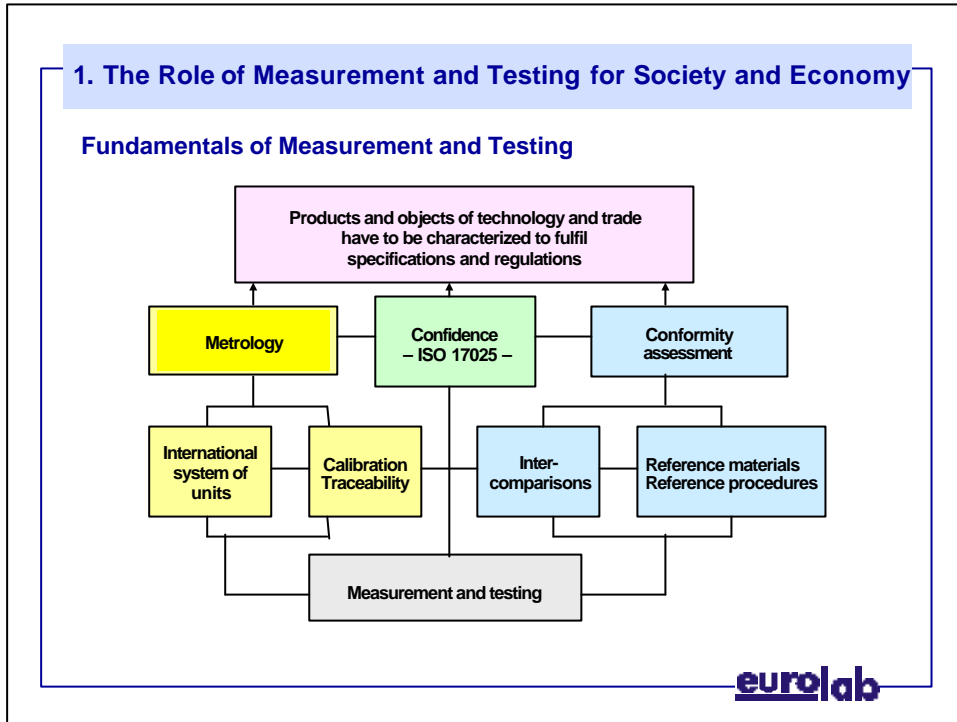 1. The Role of Measurement and Testing for Society and Economy
Fundamentals of Measurement and Testing
Products and objects of technology and trade
have to be characterized to fulfil
specifications and regulations
Metrology
Confidence
– ISO 17025 –
Conformity
assessment
International
system of
units
Calibration
Traceability
Inter-
comparisons
Reference materials
Reference procedures
Measurement and testing
eurolab